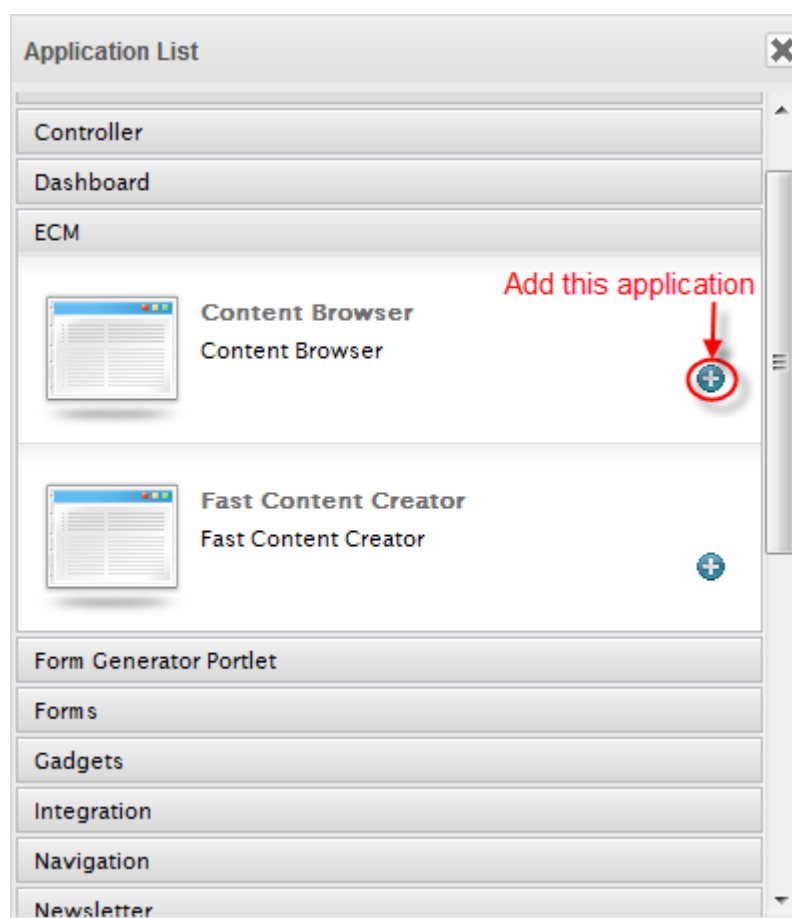 Application List
Controller
Dashboard
ECM
Add this application
Content Browser
Content Browser
Fast Content Creator
Fast Content Creator
Form Generator Portlet
Forms
Gadgets
Integration
Navigation
Newsletter